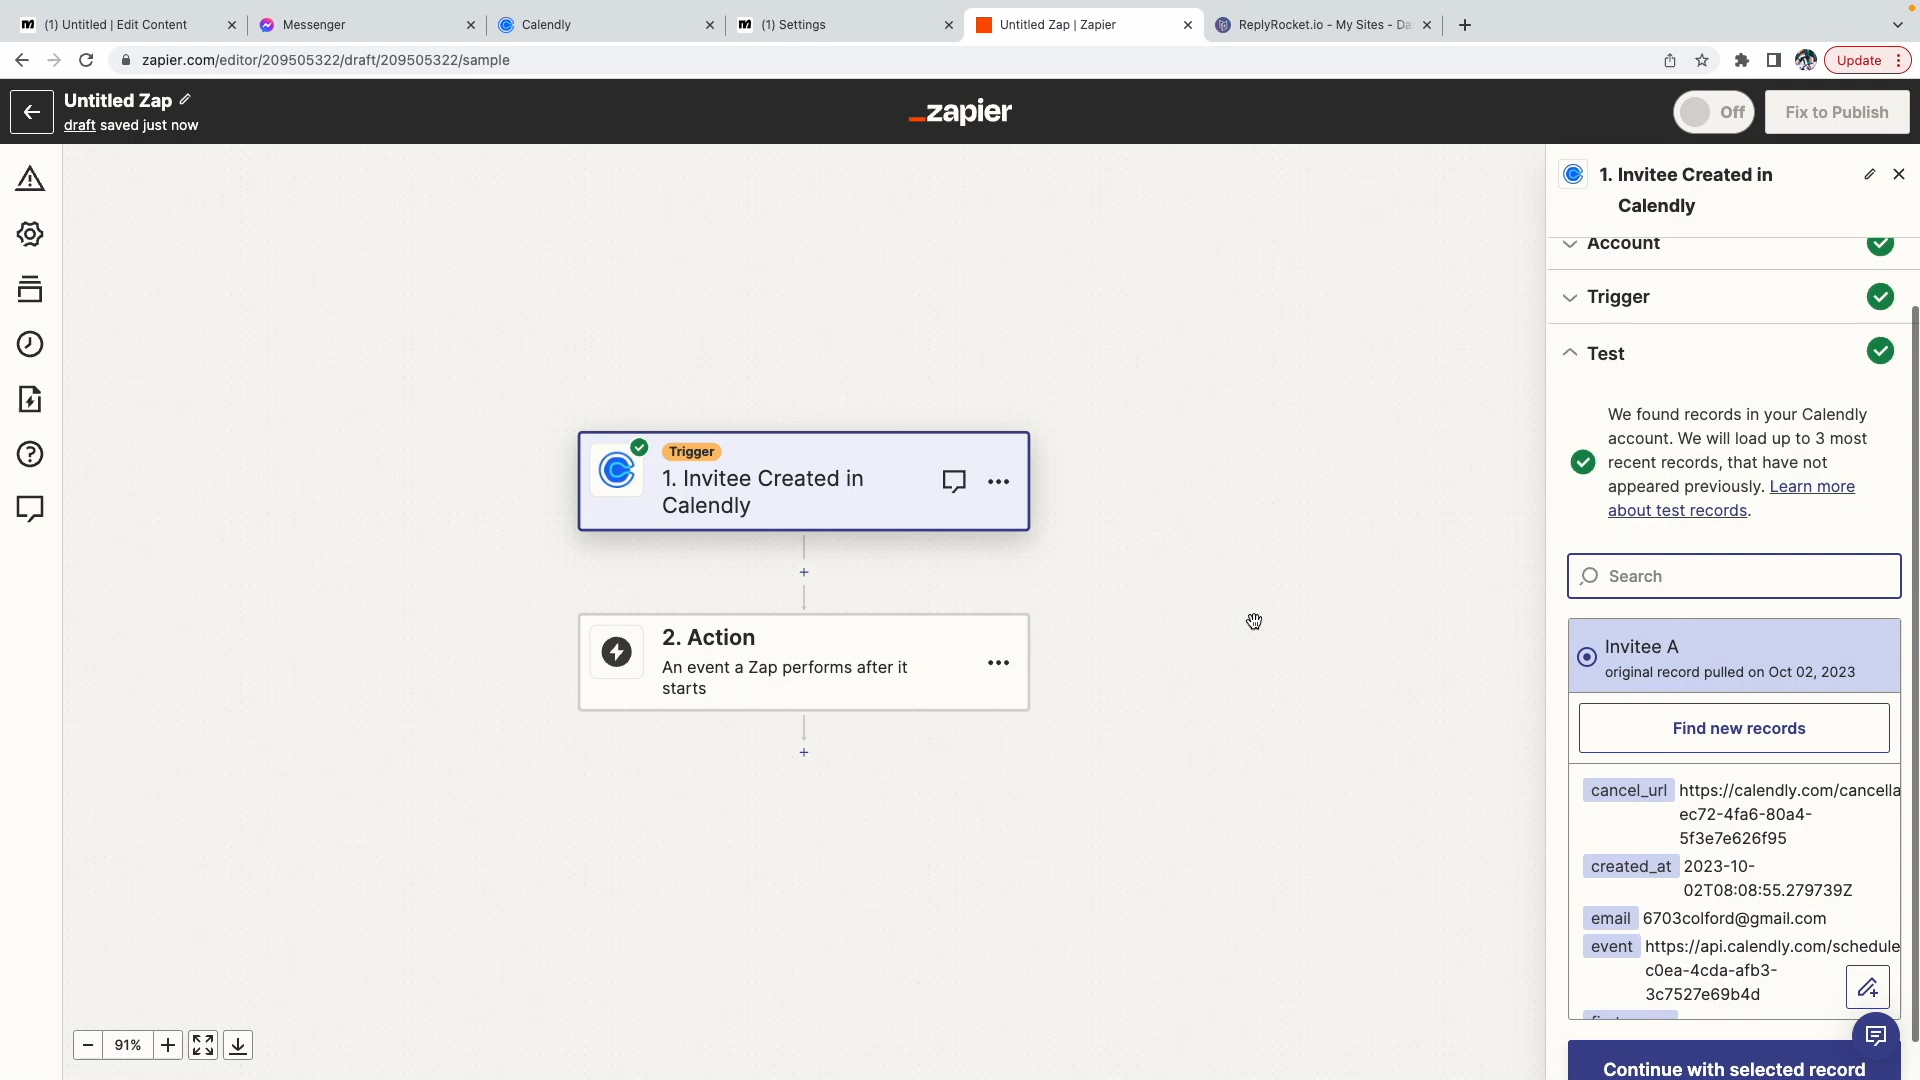 (1) Untitled | Edit Content
Messenger
Calendly
(1) Settings
Untitled Zap | Zapier
ReplyRocket.io - My Sites - Da
zapier.com/editor/209505322/draft/209505322/sample
Update
Untitled Zap
draft saved just now
_zapier
Off
Fix to Publish
1. Invitee Created in
Calendly
Account
Trigger
Test
We found records in your Calendly
account. We will load up to 3 most
recent records, that have not
appeared previously. Learn more
about test records.
Search
Invitee A
original record pulled on Oct 02, 2023
Find new records
cancel_url https://calendly.com/cancella
ec72-4fa6-80a4-
5f3e7e626f95
created_at 2023-10-
02T08:08:55.279739Z
email 6703colford@gmail.com
event https://api.calendly.com/schedule
c0ea-4cda-afb3-
3c7527e69b4d
Continue with selected record
Trigger
1. Invitee Created in
Calendly
2. Action
An event a Zap performs after it
starts
91%